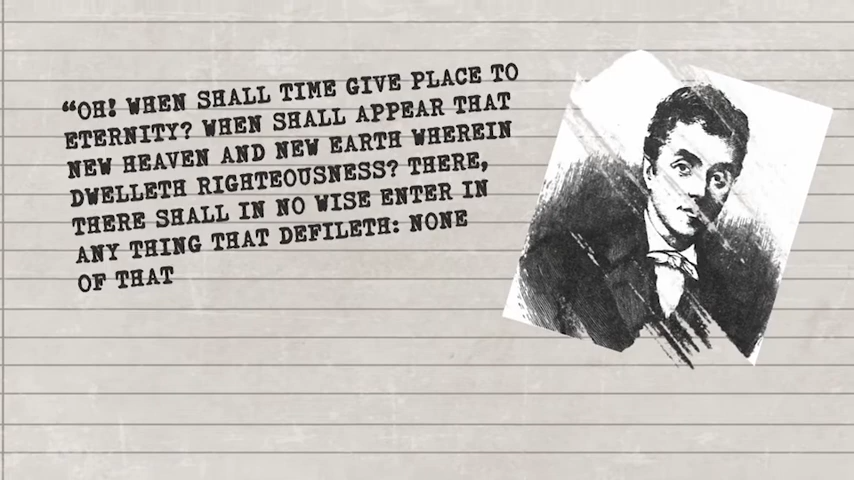 “OH! WHEN SHALL TIME GIVE PLACE TO
ETERNITY? WHEN SHALL APPEAR THAT
NEW HEAVEN AND NEW EARTH WHEREIN
DWELLETH RIGHTEOUSNESS? THERE,
THERE SHALL IN NO WISE ENTER IN
ANY THING THAT DEFILETH: NONE
OF THAT